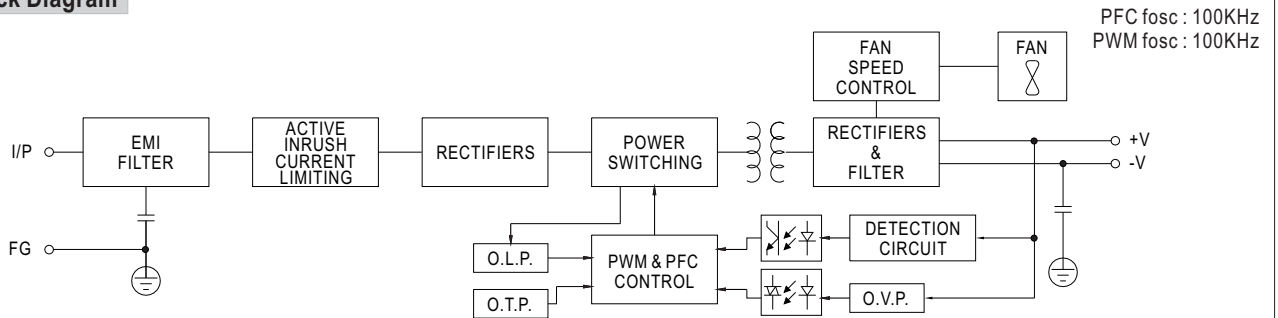 ck Diagram
PFC fosc : 100KHz
PWM fosc : 100KHz
FAN
SPEED
CONTROL
FAN
I/P
EMI
FILTER
ACTIVE
INRUSH
CURRENT
LIMITING
RECTIFIERS
POWER
SWITCHING
RECTIFIERS
&
FILTER
+V
-V
FG
O.L.P.
O.T.P.
PWM & PFC
CONTROL
DETECTION
CIRCUIT
O.V.P.